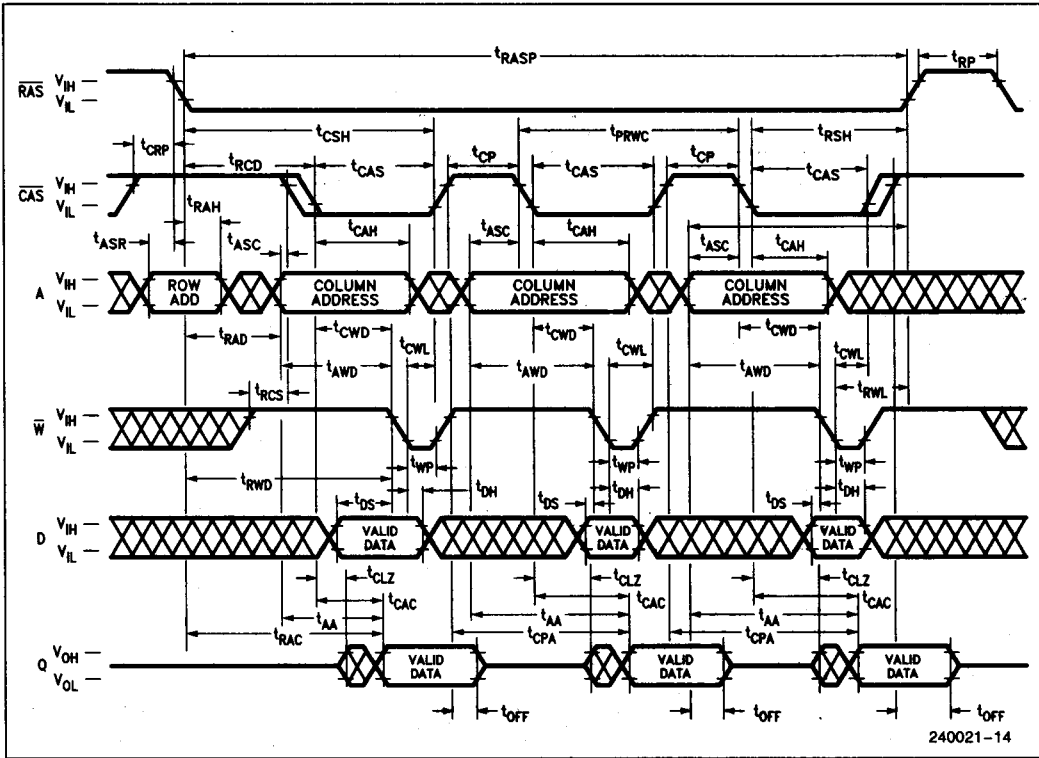 tRASP tRP
RAS VIH
VIL
tCSH tPRWC tRSH
tCRP tRCD tCAS tCP tCAS tCP tCAS
CAS VIH
VIL
tRAH
tASR tASC tCAH tASC tCAH tASC tCAH
A VIH
VIL
ROW ADD
COLUMN ADDRESS
COLUMN ADDRESS
COLUMN ADDRESS
tRAD tCWD tCWD tCWD
tCWL tCWL tCWL
tAWD tAWD tAWD
tRCS tRWL
W VIH
VIL
tWP tWP tWP
tRWD tDS tDH tDS tDH tDS tDH
D VIH
VIL
VALID DATA
VALID DATA
VALID DATA
tCLZ tCLZ tCLZ
tCAC tCAC tCAC
tAA tAA tAA
tRAC tCPA tCPA
Q VOH
VOL
VALID DATA
VALID DATA
VALID DATA
tOFF tOFF tOFF
240021-14